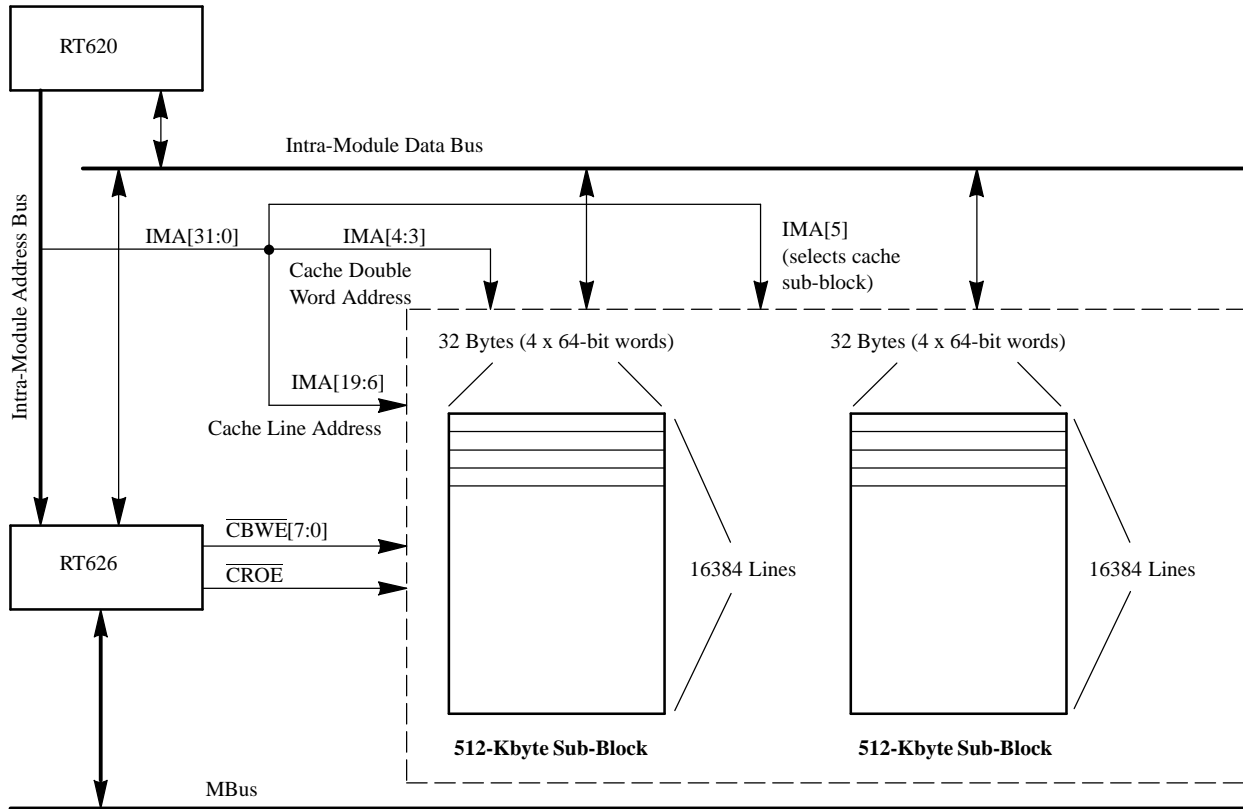 RT620
Intra-Module Data Bus
Intra-Module Address Bus
IMA[31:0]
IMA[4:3]
IMA[5]
(selects cache
sub-block)
Cache Double
Word Address
32 Bytes (4 x 64-bit words)
32 Bytes (4 x 64-bit words)
IMA[19:6]
Cache Line Address
CBWE[7:0]
RT626
CROE
16384 Lines
16384 Lines
512-Kbyte Sub-Block
512-Kbyte Sub-Block
MBus